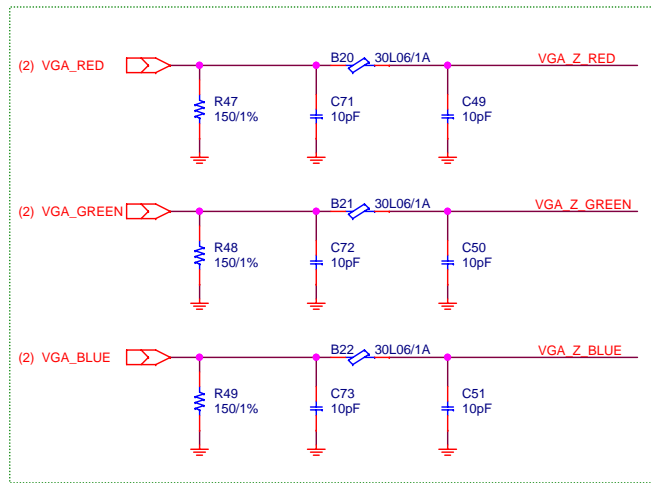 B20 30L06/1A VGA_Z_RED
(2) VGA_RED
R47 C71 C49
150/1% 10pF 10pF
B21 30L06/1A VGA_Z_GREEN
(2) VGA_GREEN
R48 C72 C50
150/1% 10pF 10pF
B22 30L06/1A VGA_Z_BLUE
(2) VGA_BLUE
R49 C73 C51
150/1% 10pF 10pF